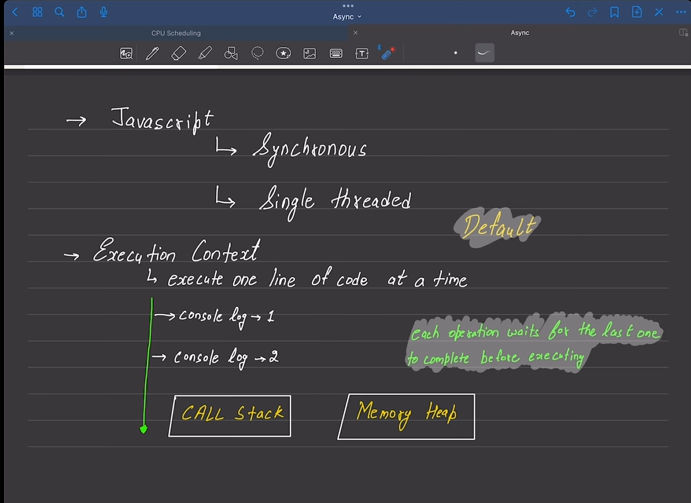 Async
CPU Scheduling
Async
→ Javascript
↳ Synchronous
↳ Single threaded
Default
→ Execution Context
↳ execute one line of code at a time
→ console log → 1
→ console log → 2
each operation waits for the last one
to complete before executing
CALL Stack
Memory Heap